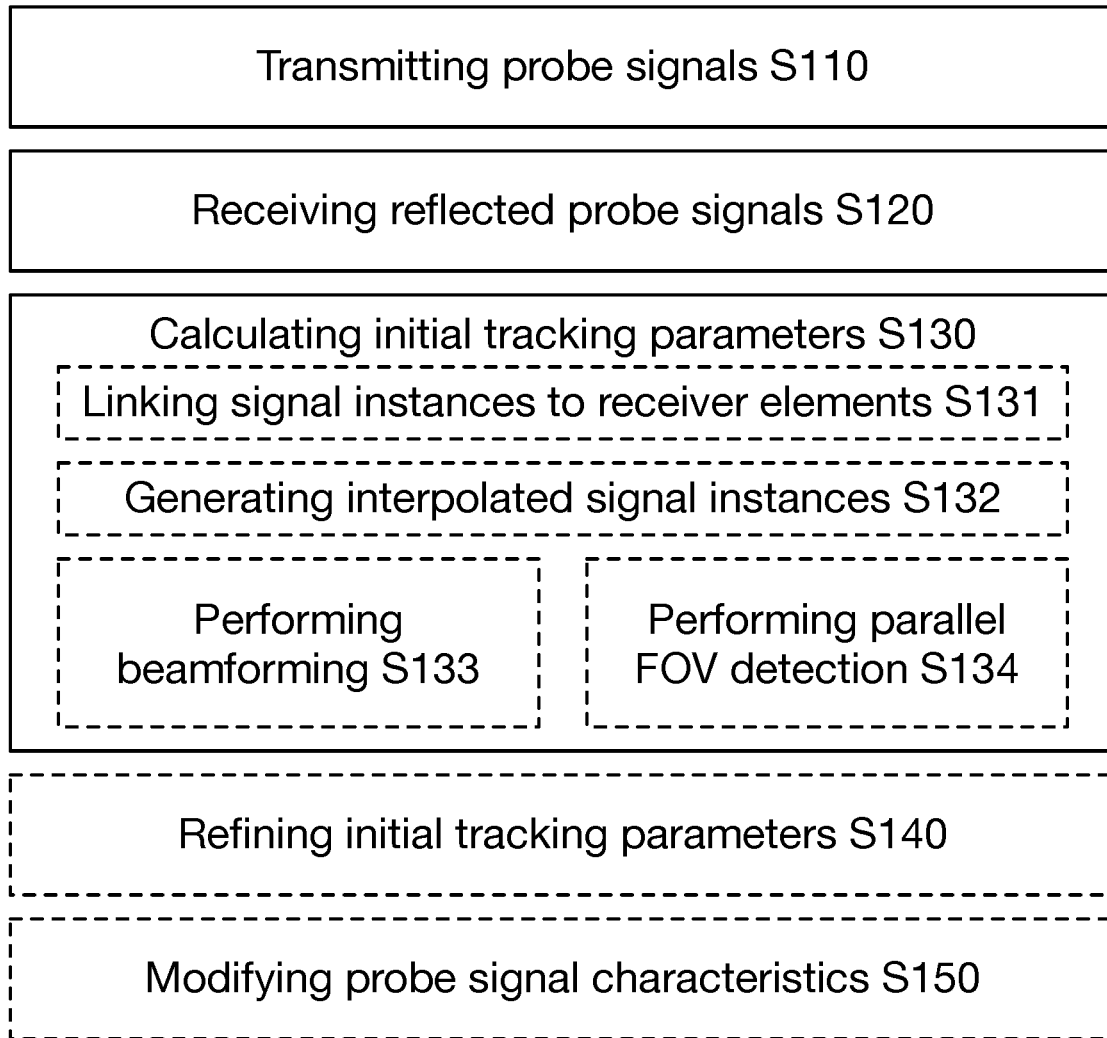 Transmitting probe signals S110
Receiving reflected probe signals S120
Calculating initial tracking parameters S130
Linking signal instances to receiver elements S131
Generating interpolated signal instances S132
Performing
beamforming S133
Performing parallel
FOV detection S134
Refining initial tracking parameters S140
Modifying probe signal characteristics S150